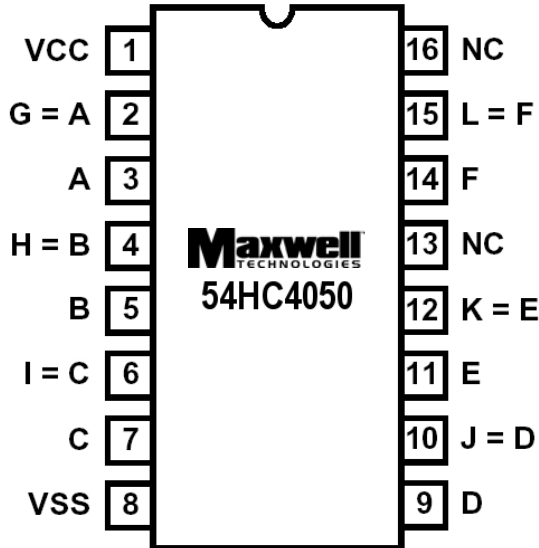 VCC 1 16 NC
G = A 2 15 L = F
A 3 14 F
H = B 4 13 NC
Maxwell™
TECHNOLOGIES
54HC4050
B 5 12 K = E
I = C 6 11 E
C 7 10 J = D
VSS 8 9 D